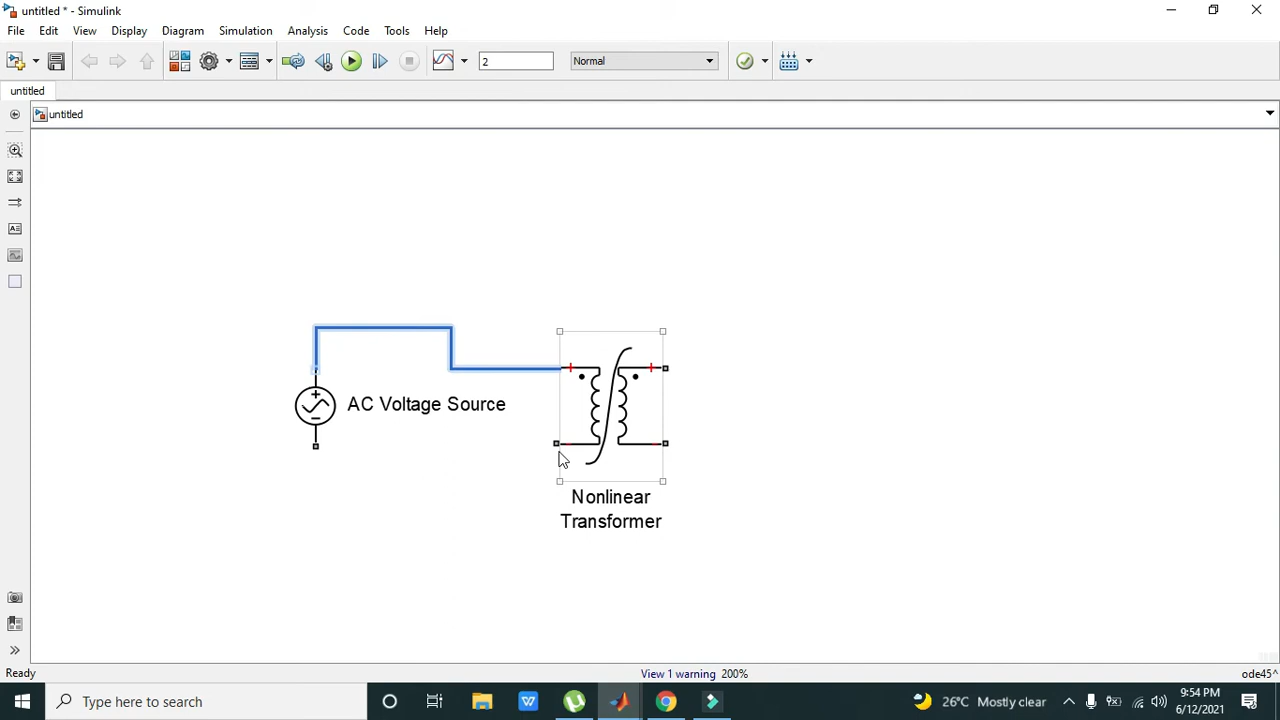 untitled * - Simulink
File Edit View Display Diagram Simulation Analysis Code Tools Help
2 Normal
untitled
untitled
AC Voltage Source
Nonlinear
Transformer
Ready View 1 warning 200% ode45^
Type here to search 26°C Mostly clear 9:54 PM
6/12/2021